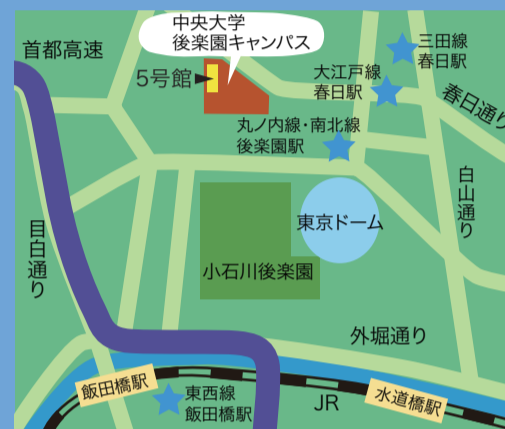 中央大学
後楽園キャンパス
首都高速
三田線
春日駅
大江戸線
春日駅
5号館
春日通り
丸ノ内線・南北線
後楽園駅
白山通り
東京ドーム
目白通り
小石川後楽園
外堀通り
飯田橋駅
東西線
飯田橋駅
JR
水道橋駅